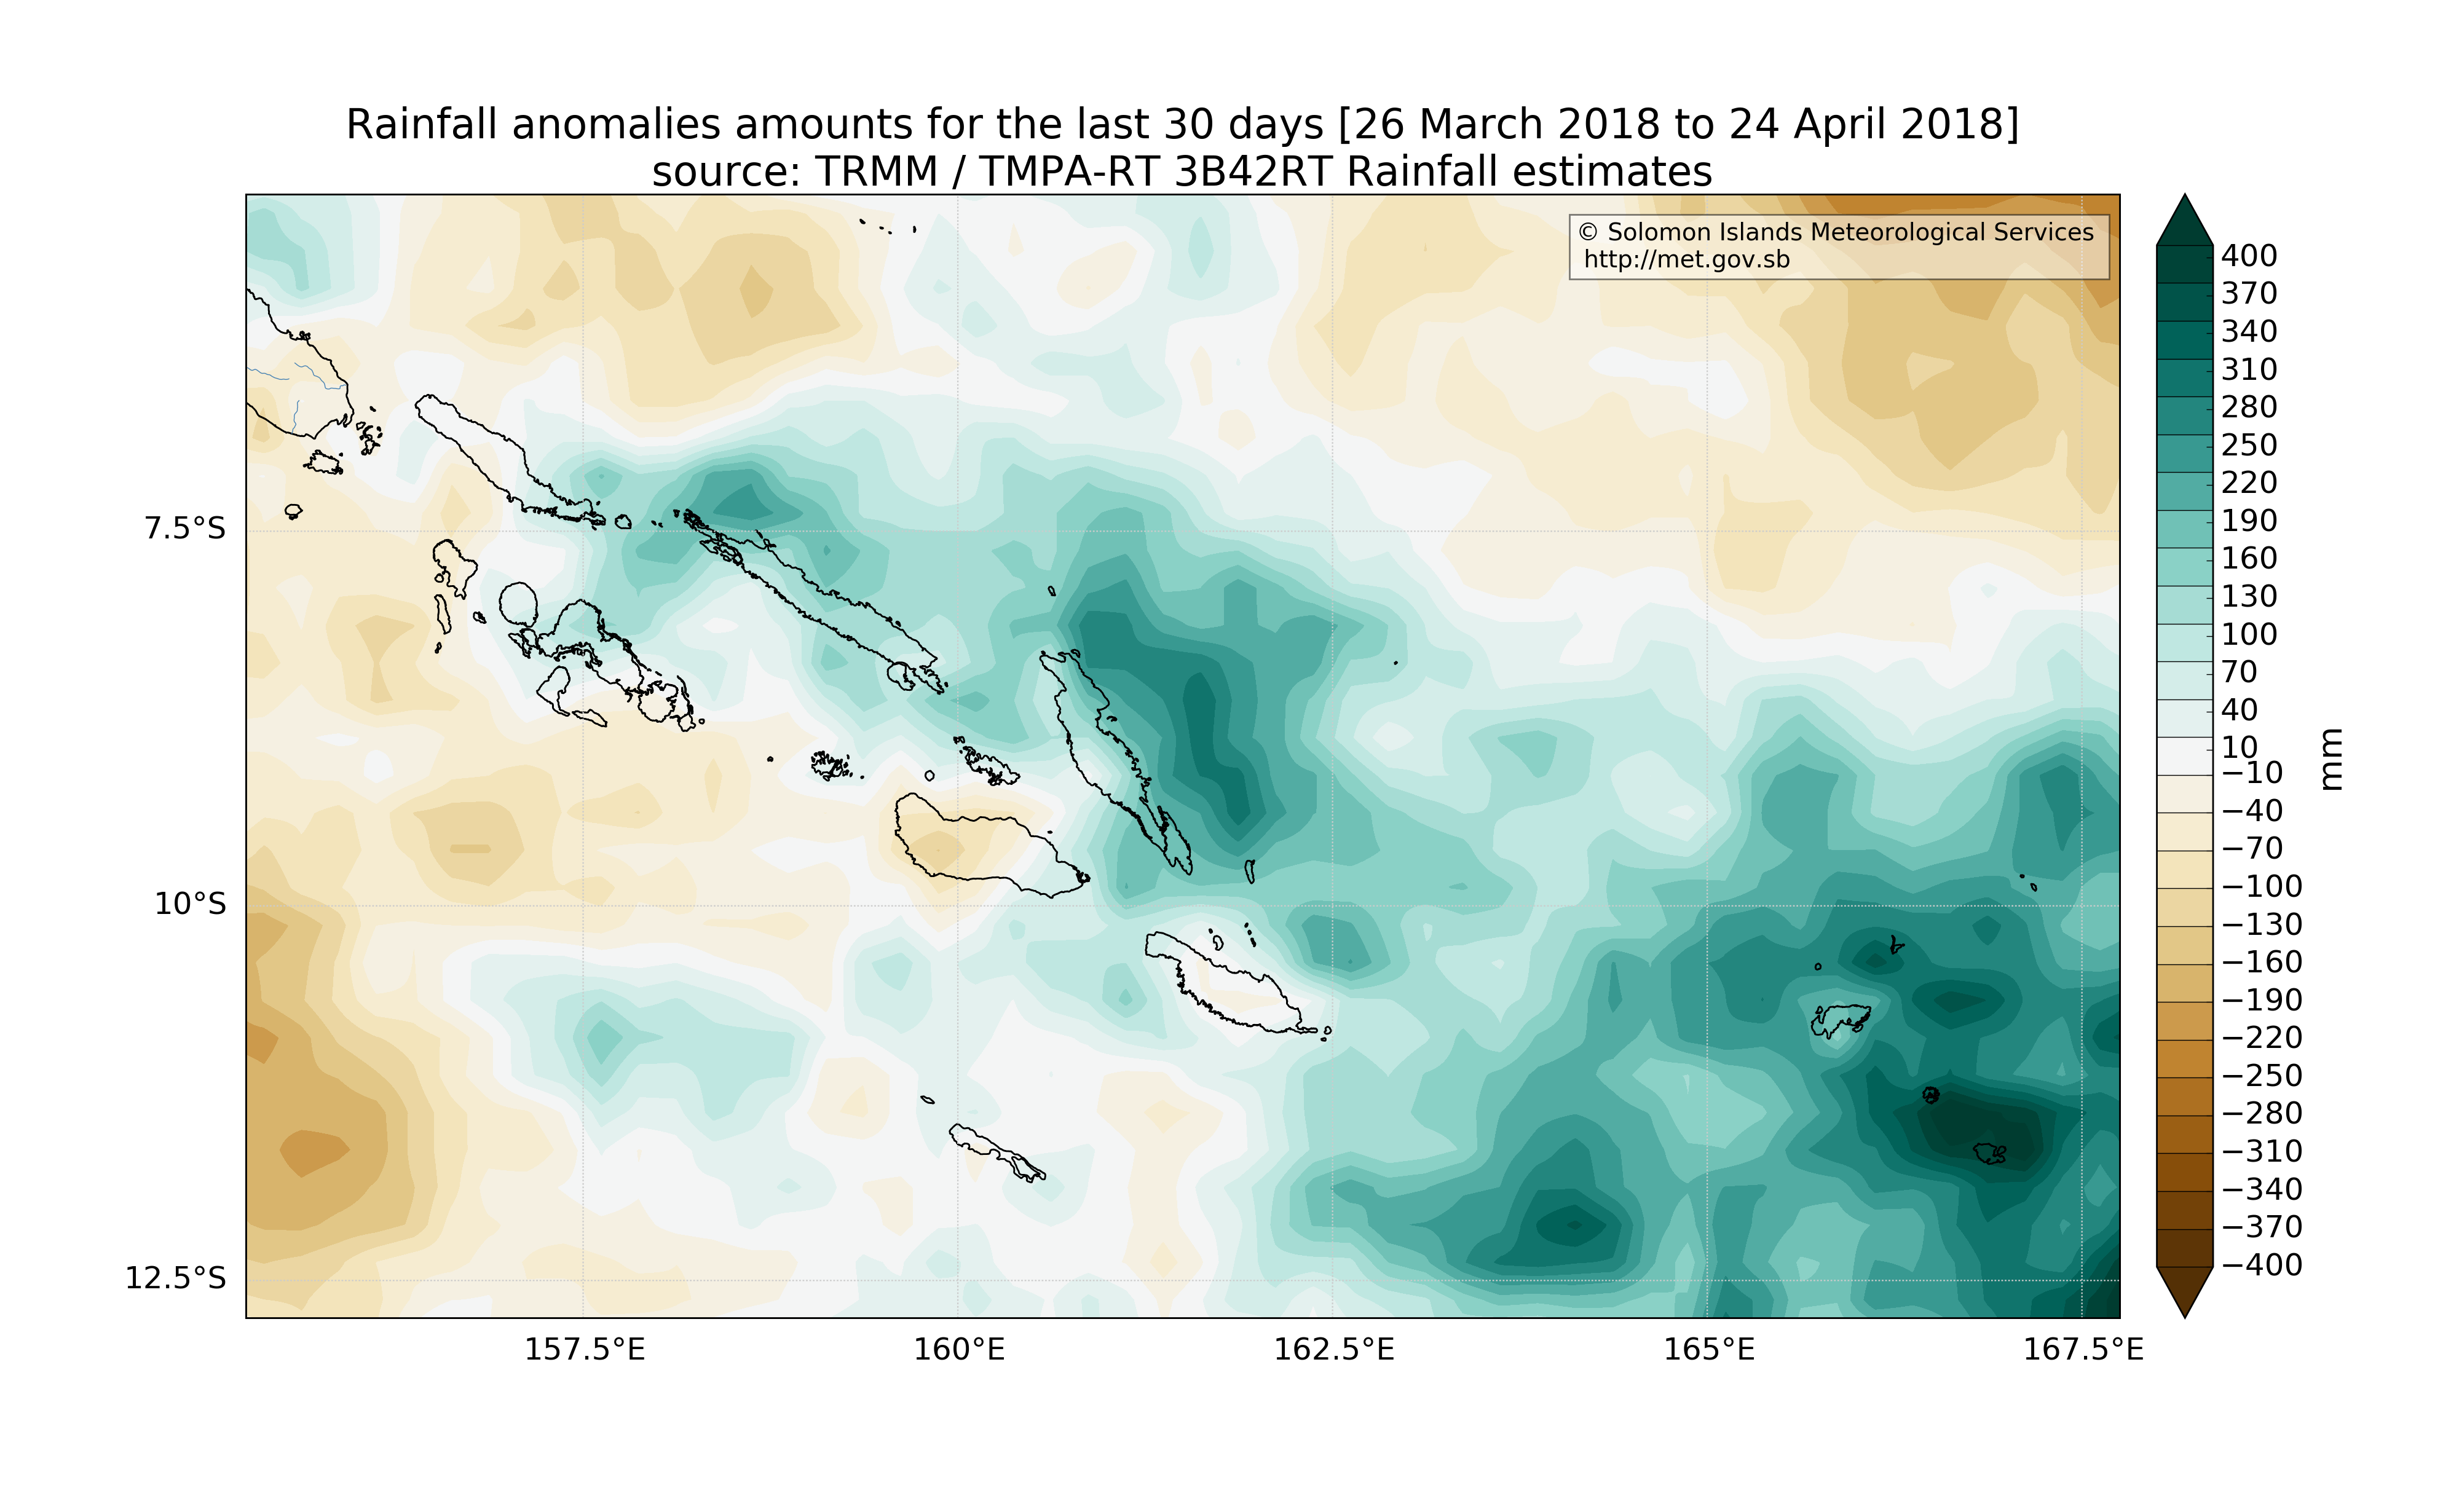 Rainfall anomalies amounts for the last 30 days [26 March 2018 to 24 April 2018]
source: TRMM / TMPA-RT 3B42RT Rainfall estimates
© Solomon Islands Meteorological Services
http://met.gov.sb
7.5°S
10°S
12.5°S
157.5°E
160°E
162.5°E
165°E
167.5°E
400
370
340
310
280
250
220
190
160
130
100
70
40
10
−10
−40
−70
−100
−130
−160
−190
−220
−250
−280
−310
−340
−370
−400
mm